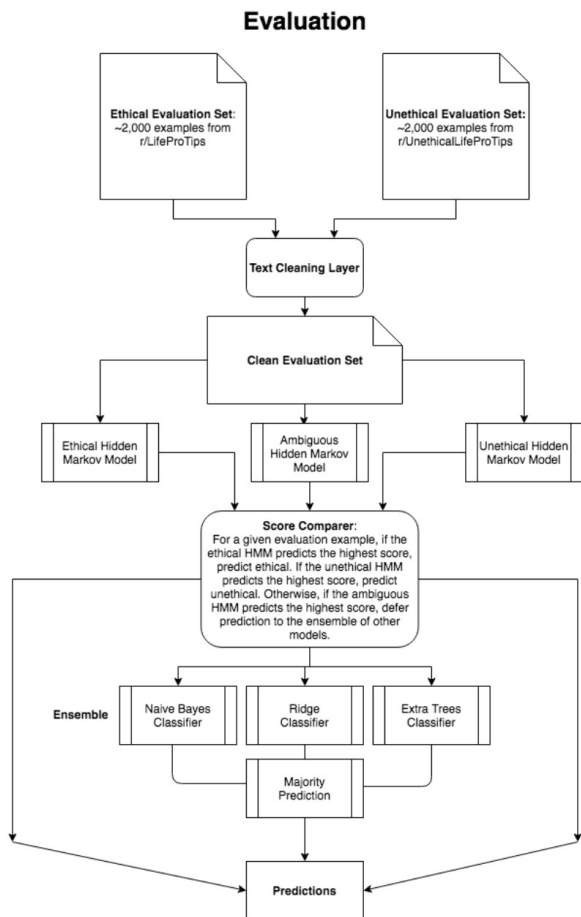 Evaluation
Ethical Evaluation Set:
~2,000 examples from
r/LifeProTips
Unethical Evaluation Set:
~2,000 examples from
r/UnethicalLifeProTips
Text Cleaning Layer
Clean Evaluation Set
Ethical Hidden
Markov Model
Ambiguous
Hidden Markov
Model
Unethical Hidden
Markov Model
Score Comparer:
For a given evaluation example, if the
ethical HMM predicts the highest score,
predict ethical. If the unethical HMM
predicts the highest score, predict
unethical. Otherwise, if the ambiguous
HMM predicts the highest score, defer
prediction to the ensemble of other
models.
Ensemble
Naive Bayes
Classifier
Ridge
Classifier
Extra Trees
Classifier
Majority
Prediction
Predictions